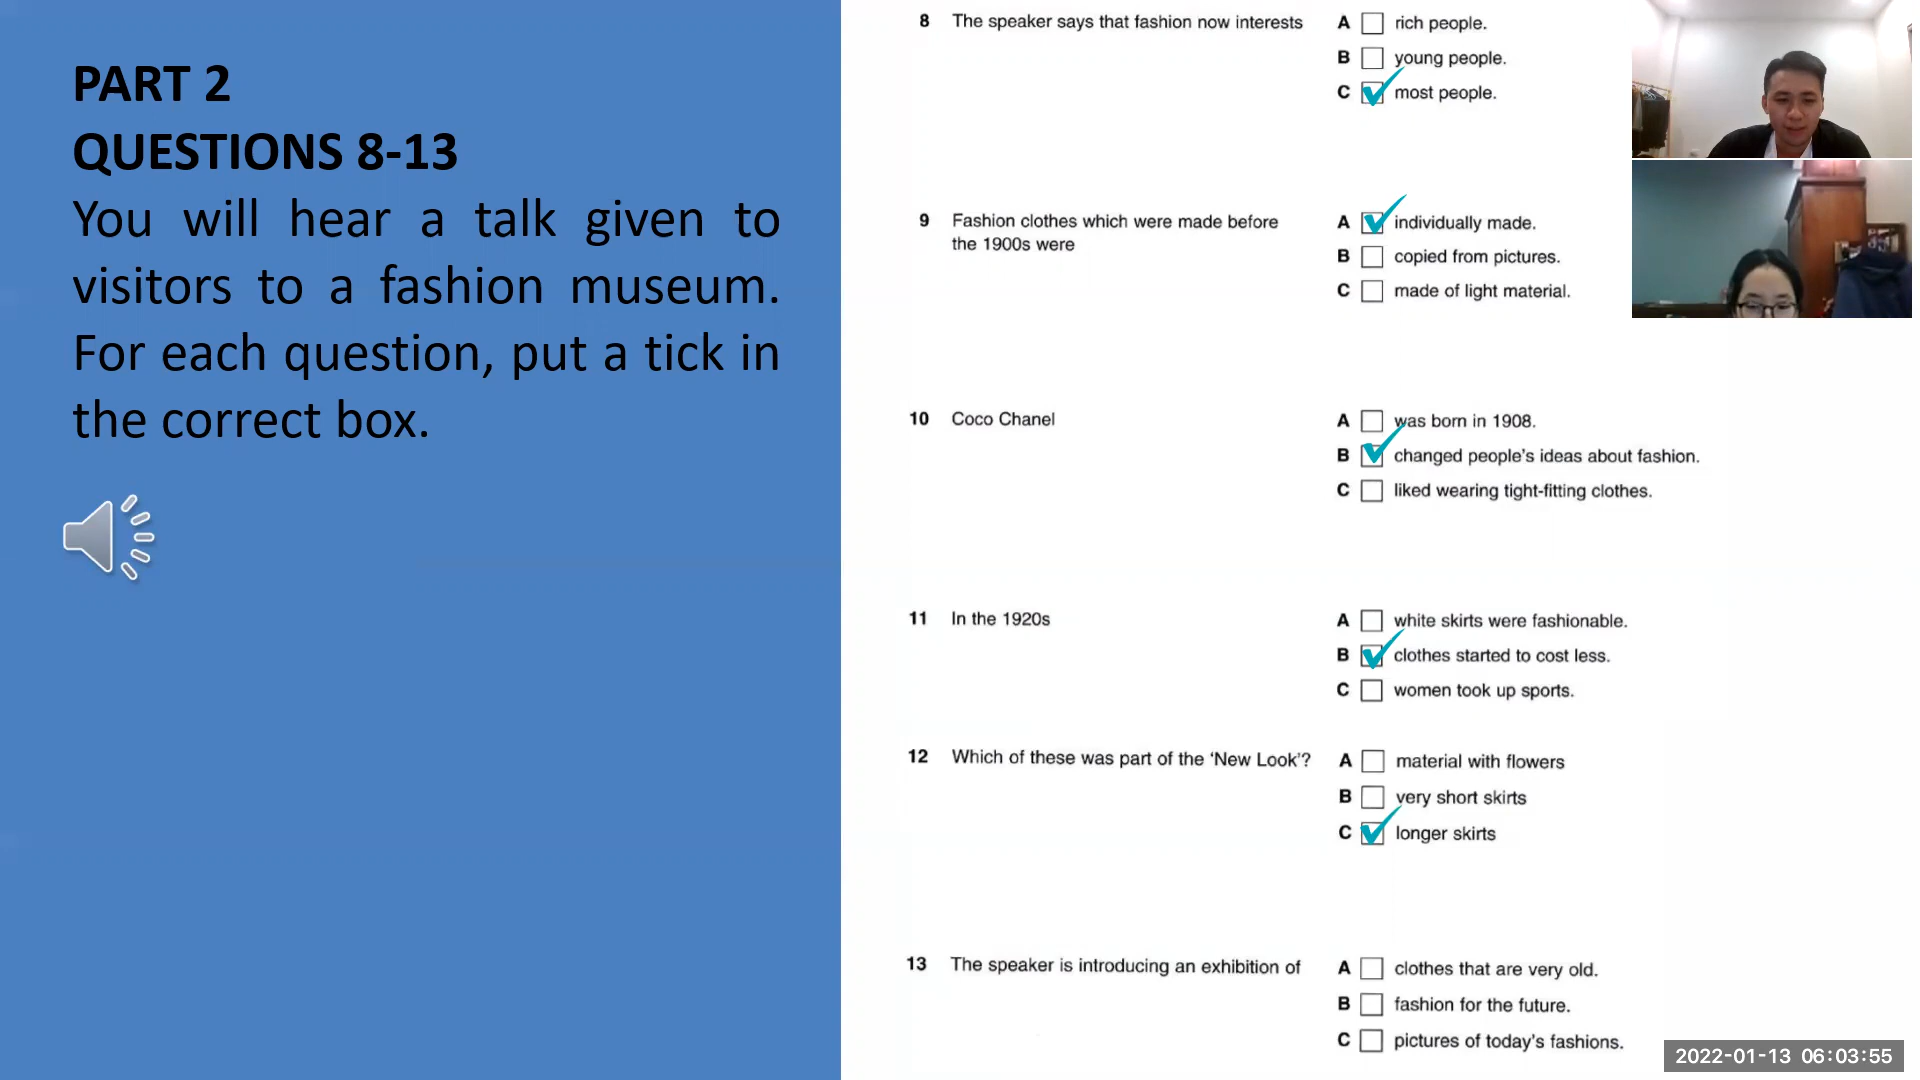 PART 2
QUESTIONS 8-13
You will hear a talk given to
visitors to a fashion museum.
For each question, put a tick in
the correct box.
8 The speaker says that fashion now interests
A rich people.
B young people.
C most people.
9 Fashion clothes which were made before
the 1900s were
A individually made.
B copied from pictures.
C made of light material.
10 Coco Chanel
A was born in 1908.
B changed people's ideas about fashion.
C liked wearing tight-fitting clothes.
11 In the 1920s
A white skirts were fashionable.
B clothes started to cost less.
C women took up sports.
12 Which of these was part of the 'New Look'?
A material with flowers
B very short skirts
C longer skirts
13 The speaker is introducing an exhibition of
A clothes that are very old.
B fashion for the future.
C pictures of today's fashions.
2022-01-13 06:03:55